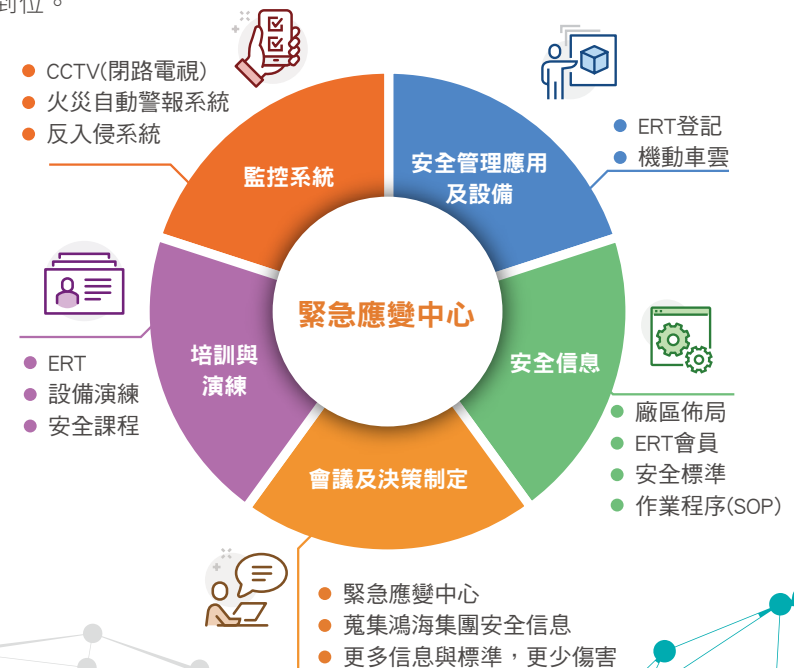 到位。
CCTV(閉路電視)
火災自動警報系統
反入侵系統
監控系統
安全管理應用
及設備
ERT登記
機動車雲
緊急應變中心
培訓與
演練
ERT
設備演練
安全課程
安全信息
廠區佈局
ERT會員
安全標準
作業程序(SOP)
會議及決策制定
緊急應變中心
蒐集鴻海集團安全信息
更多信息與標準，更少傷害